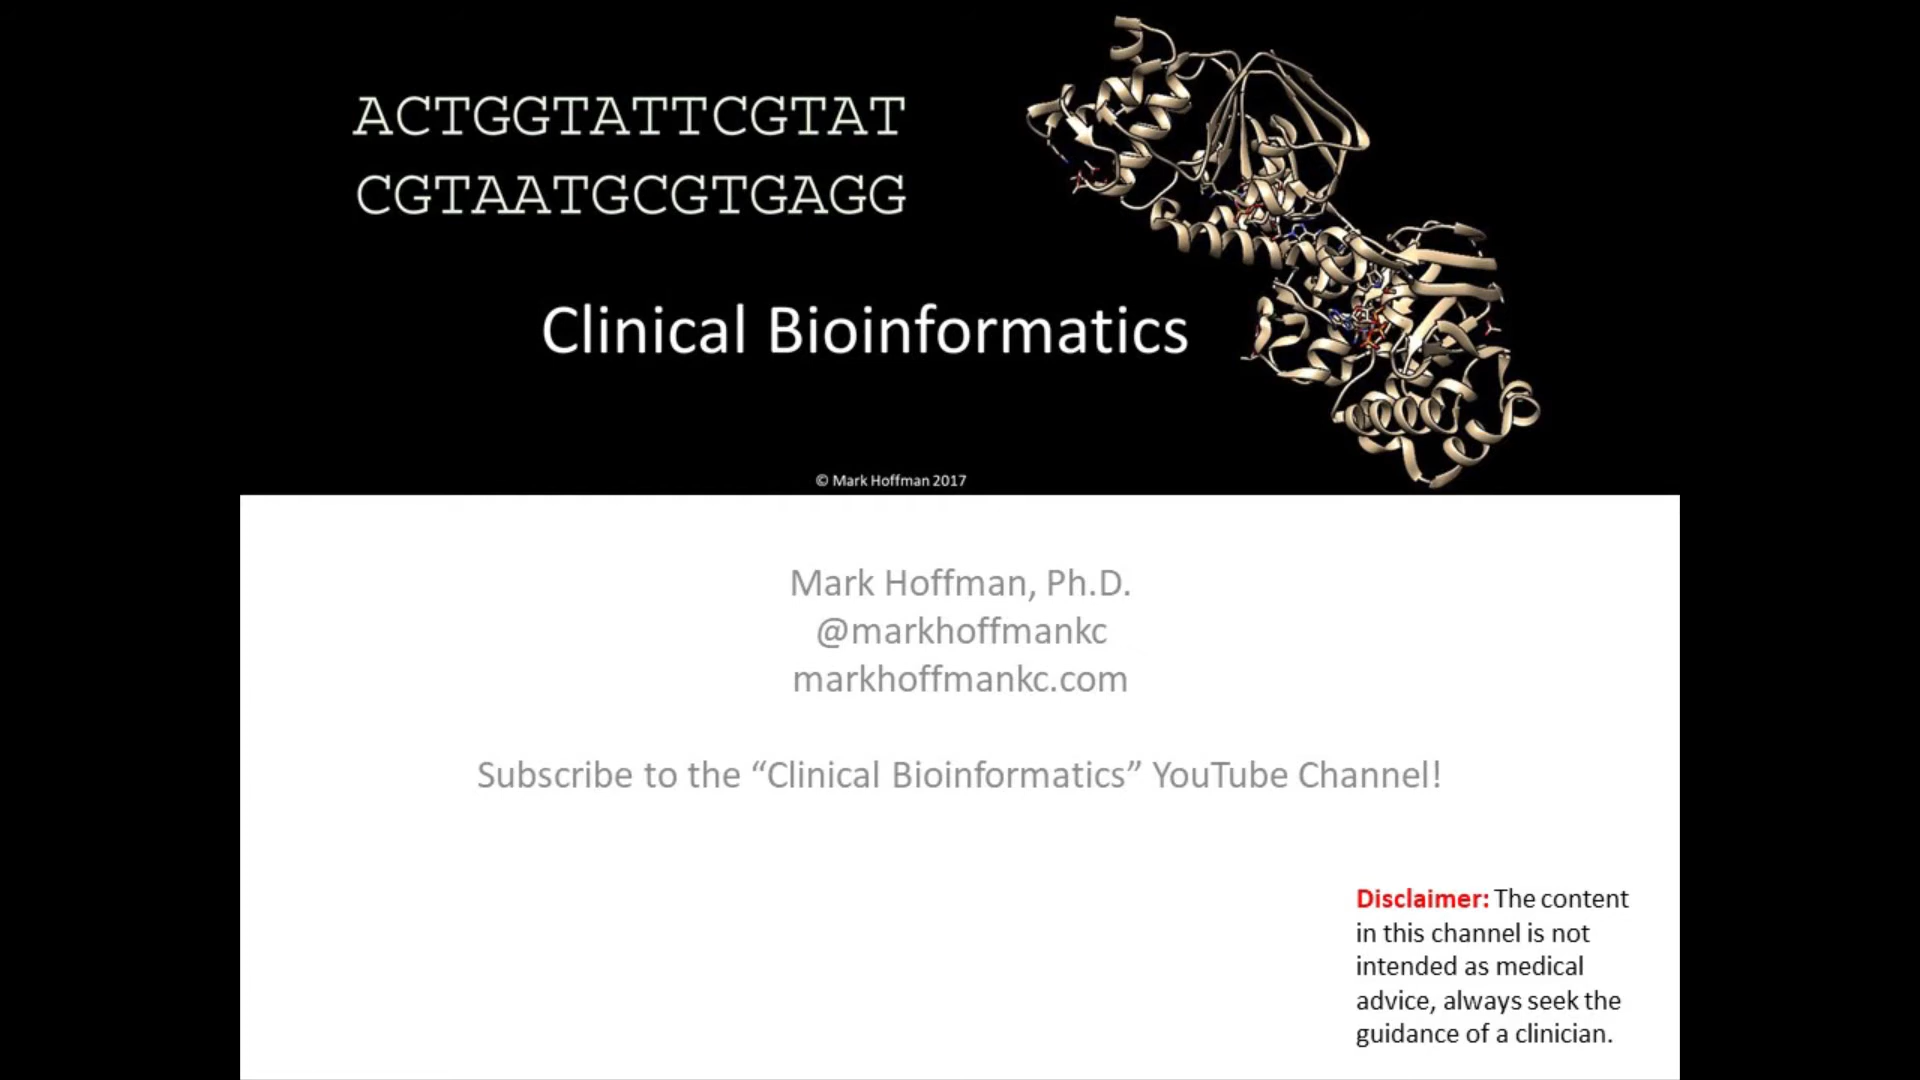 ACTGGTATTCGTAT
CGTAATGCGTGAGG
Clinical Bioinformatics
© Mark Hoffman 2017
Mark Hoffman, Ph.D.
@markhoffmankc
markhoffmankc.com
Subscribe to the “Clinical Bioinformatics” YouTube Channel!
Disclaimer: The content
in this channel is not
intended as medical
advice, always seek the
guidance of a clinician.